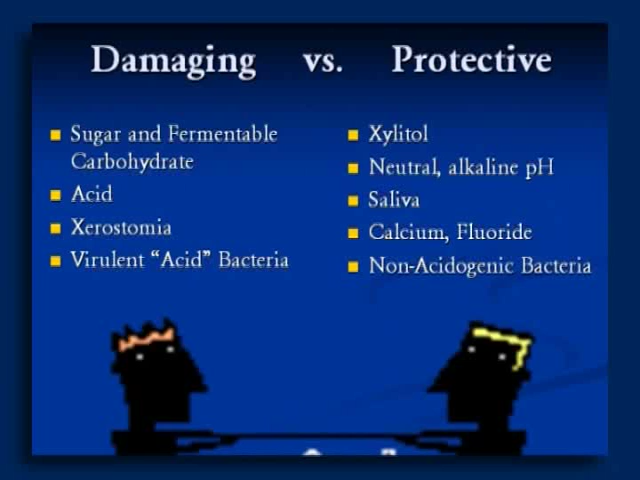 Damaging vs. Protective
Sugar and Fermentable
Carbohydrate
Acid
Xerostomia
Virulent “Acid” Bacteria
Xylitol
Neutral, alkaline pH
Saliva
Calcium, Fluoride
Non-Acidogenic Bacteria